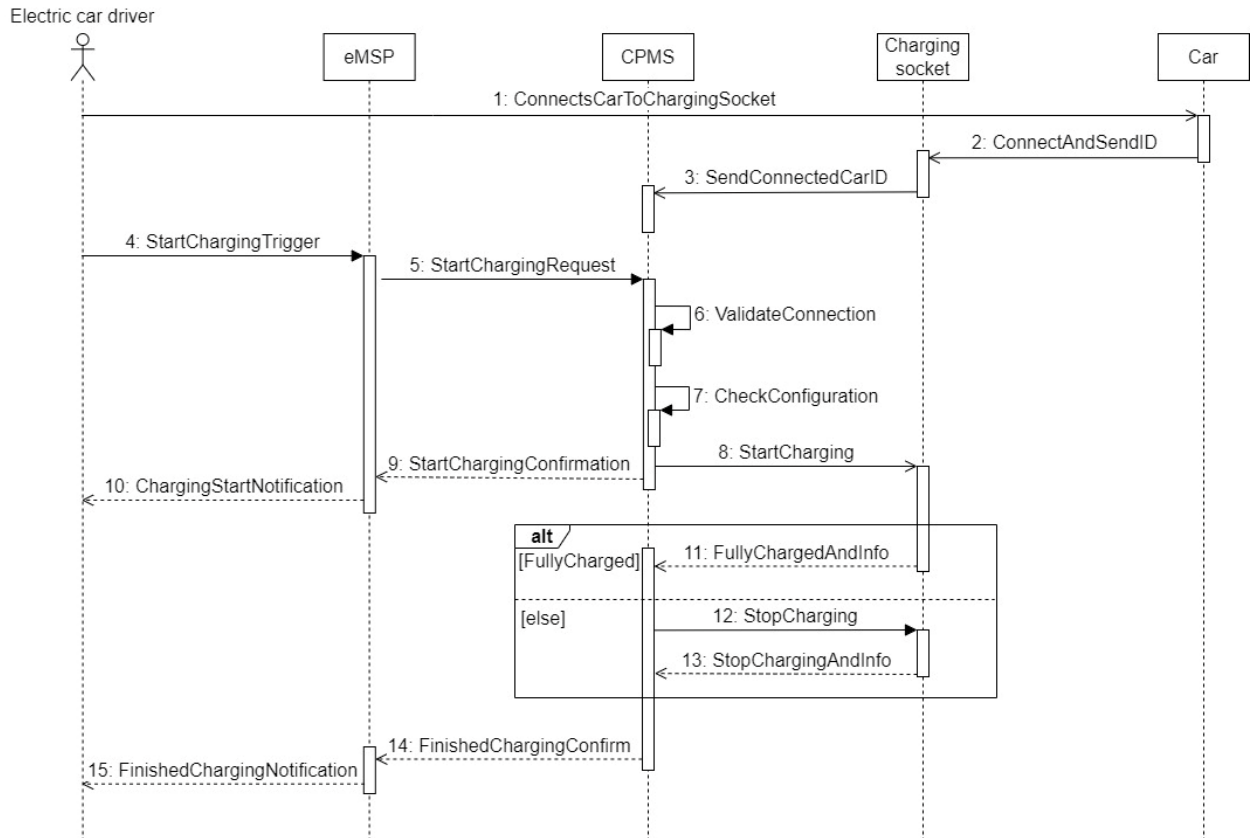 Electric car driver
eMSP
CPMS
Charging
socket
Car
1: ConnectsCarToChargingSocket
2: ConnectAndSendID
3: SendConnectedCarID
4: StartChargingTrigger
5: StartChargingRequest
6: ValidateConnection
7: CheckConfiguration
8: StartCharging
9: StartChargingConfirmation
10: ChargingStartNotification
alt
[FullyCharged]
11: FullyChargedAndInfo
[else]
12: StopCharging
13: StopChargingAndInfo
14: FinishedChargingConfirm
15: FinishedChargingNotification